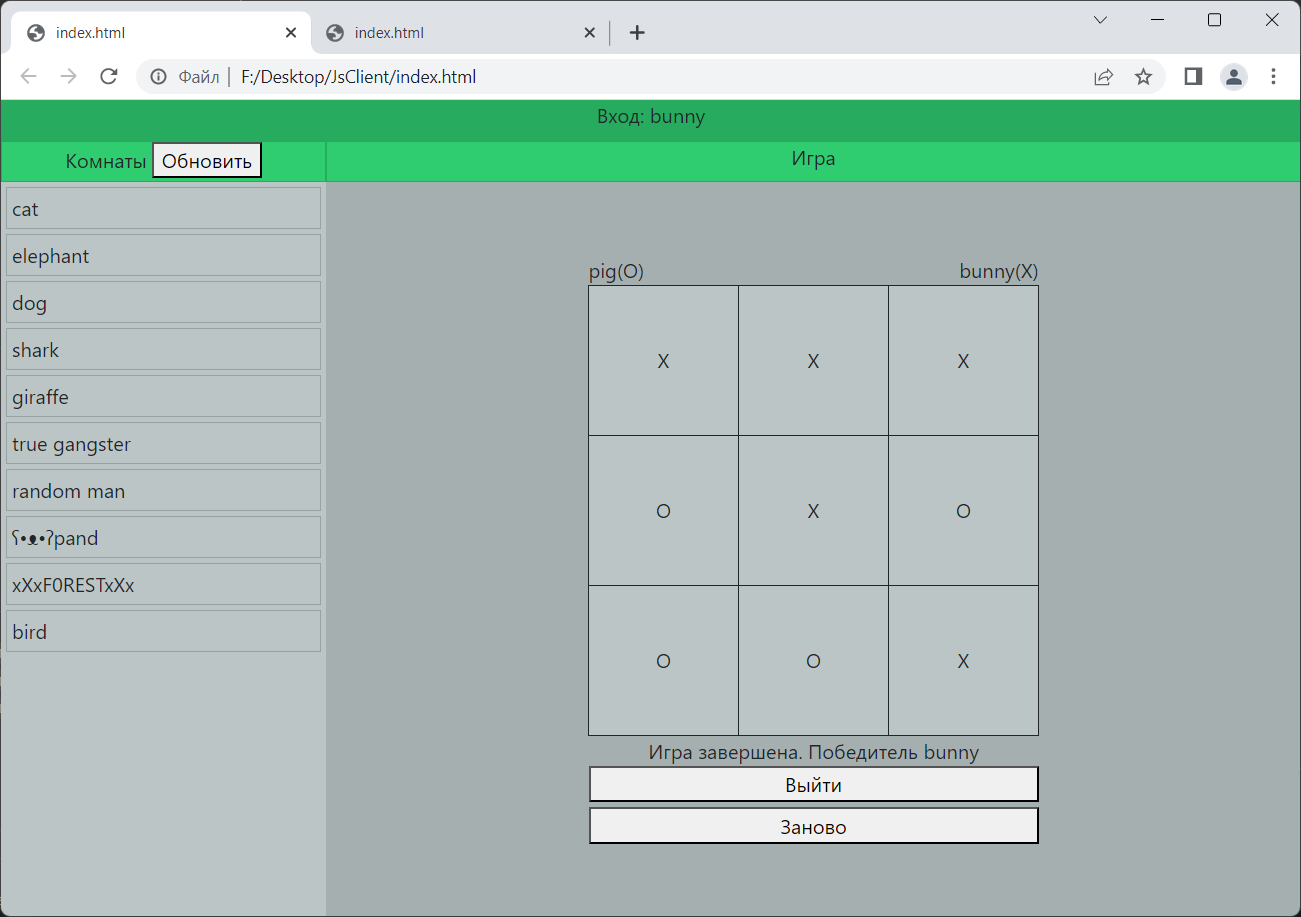 index.html
index.html
Файл | F:/Desktop/JsClient/index.html
Вход: bunny
Комнаты Обновить
Игра
cat
elephant
dog
shark
giraffe
true gangster
random man
ʕ•ᴥ•ʔpand
xXxF0RESTxXx
bird
pig(O) bunny(X)
X X X
O X O
O O X
Игра завершена. Победитель bunny
Выйти
Заново